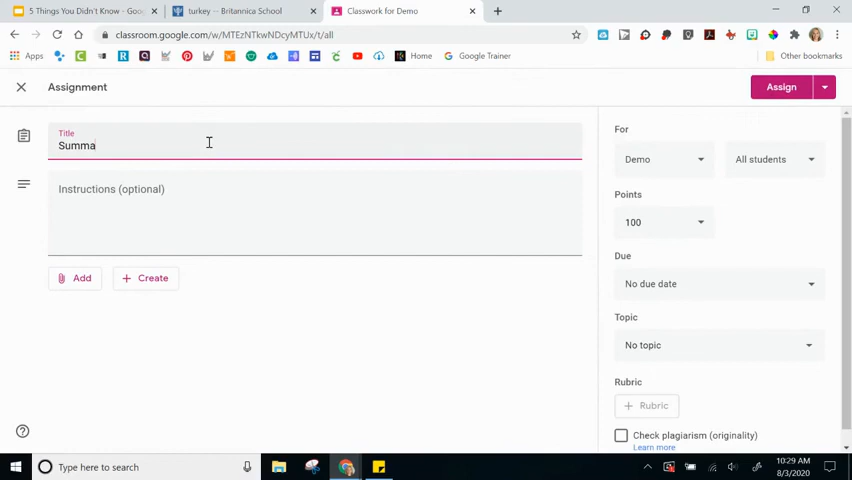 5 Things You Didn't Know - Goog
turkey -- Britannica School
Classwork for Demo
classroom.google.com/w/MTEzNTkwNDcyMTUx/t/all
Apps
Home
Google Trainer
Other bookmarks
Assignment
Assign
Title
Summa
Instructions (optional)
Add
Create
For
Demo
All students
Points
100
Due
No due date
Topic
No topic
Rubric
Rubric
Check plagiarism (originality)
Learn more
Type here to search
10:29 AM
8/3/2020